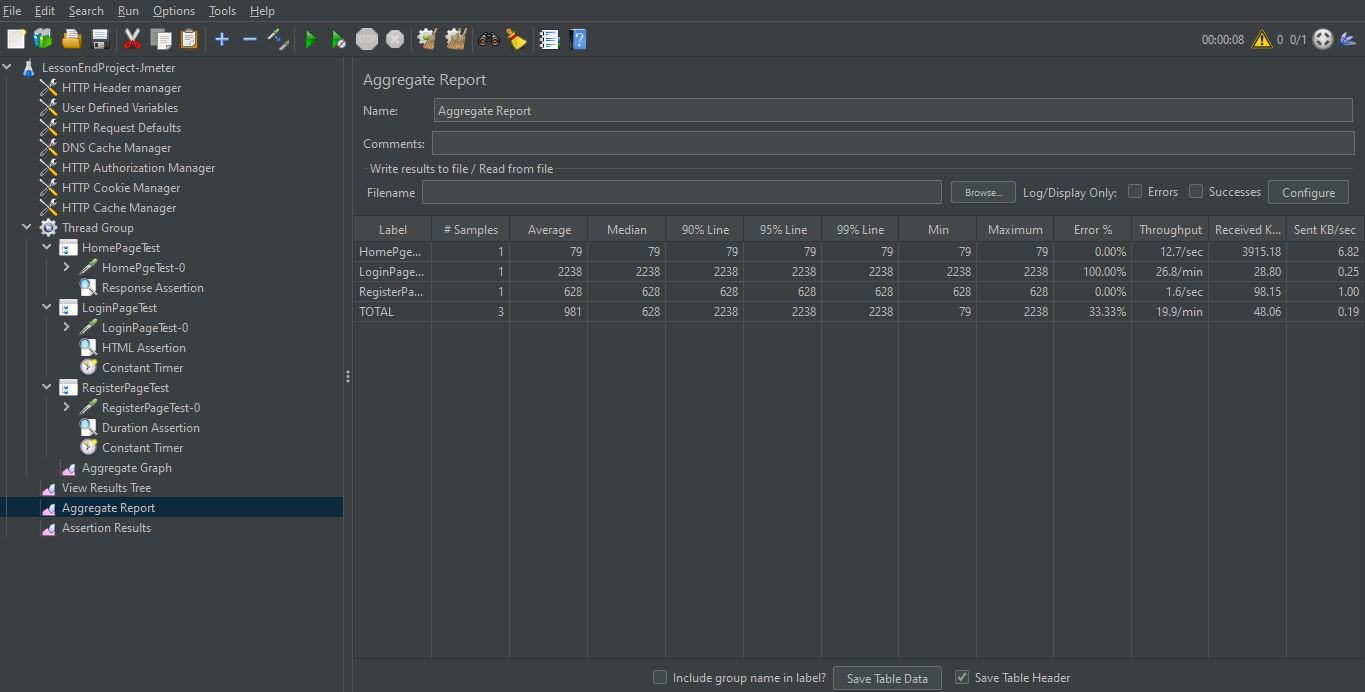 File Edit Search Run Options Tools Help
STOP 00:00:08 0 0/1
LessonEndProject-Jmeter
HTTP Header manager
User Defined Variables
HTTP Request Defaults
DNS Cache Manager
HTTP Authorization Manager
HTTP Cookie Manager
HTTP Cache Manager
Thread Group
HomePageTest
HomePgeTest-0
Response Assertion
LoginPageTest
LoginPageTest-0
HTML Assertion
Constant Timer
RegisterPageTest
RegisterPageTest-0
Duration Assertion
Constant Timer
Aggregate Graph
View Results Tree
Aggregate Report
Assertion Results
Aggregate Report
Name: Aggregate Report
Comments:
Write results to file / Read from file
Filename Browse... Log/Display Only: Errors Successes Configure
Label # Samples Average Median 90% Line 95% Line 99% Line Min Maximum Error % Throughput Received K... Sent KB/sec
HomePge... 1 79 79 79 79 79 79 79 0.00% 12.7/sec 3915.18 6.82
LoginPage... 1 2238 2238 2238 2238 2238 2238 2238 100.00% 26.8/min 28.80 0.25
RegisterPa... 1 628 628 628 628 628 628 628 0.00% 1.6/sec 98.15 1.00
TOTAL 3 981 628 2238 2238 2238 79 2238 33.33% 19.9/min 48.06 0.19
Include group name in label? Save Table Data Save Table Header